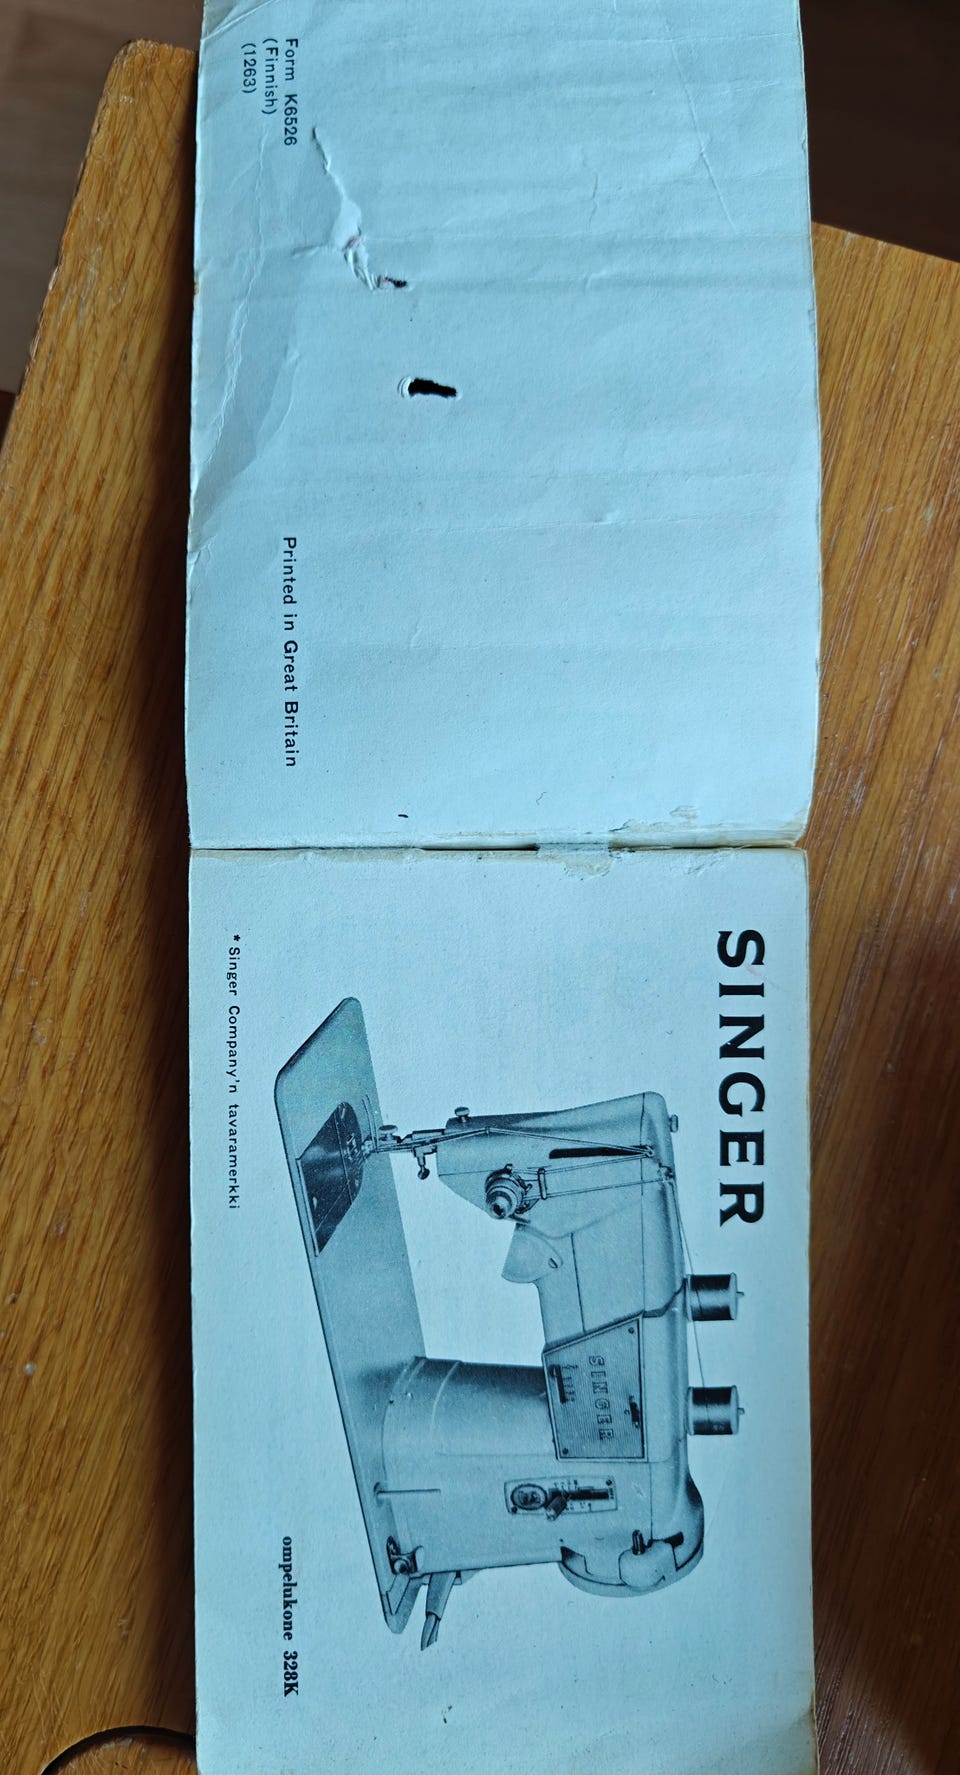 Form K6526
(Finnish)
(1263)
Printed in Great Britain
SINGER
SINGER
ompelukone 328K
* Singer Company'n tavaramerkki